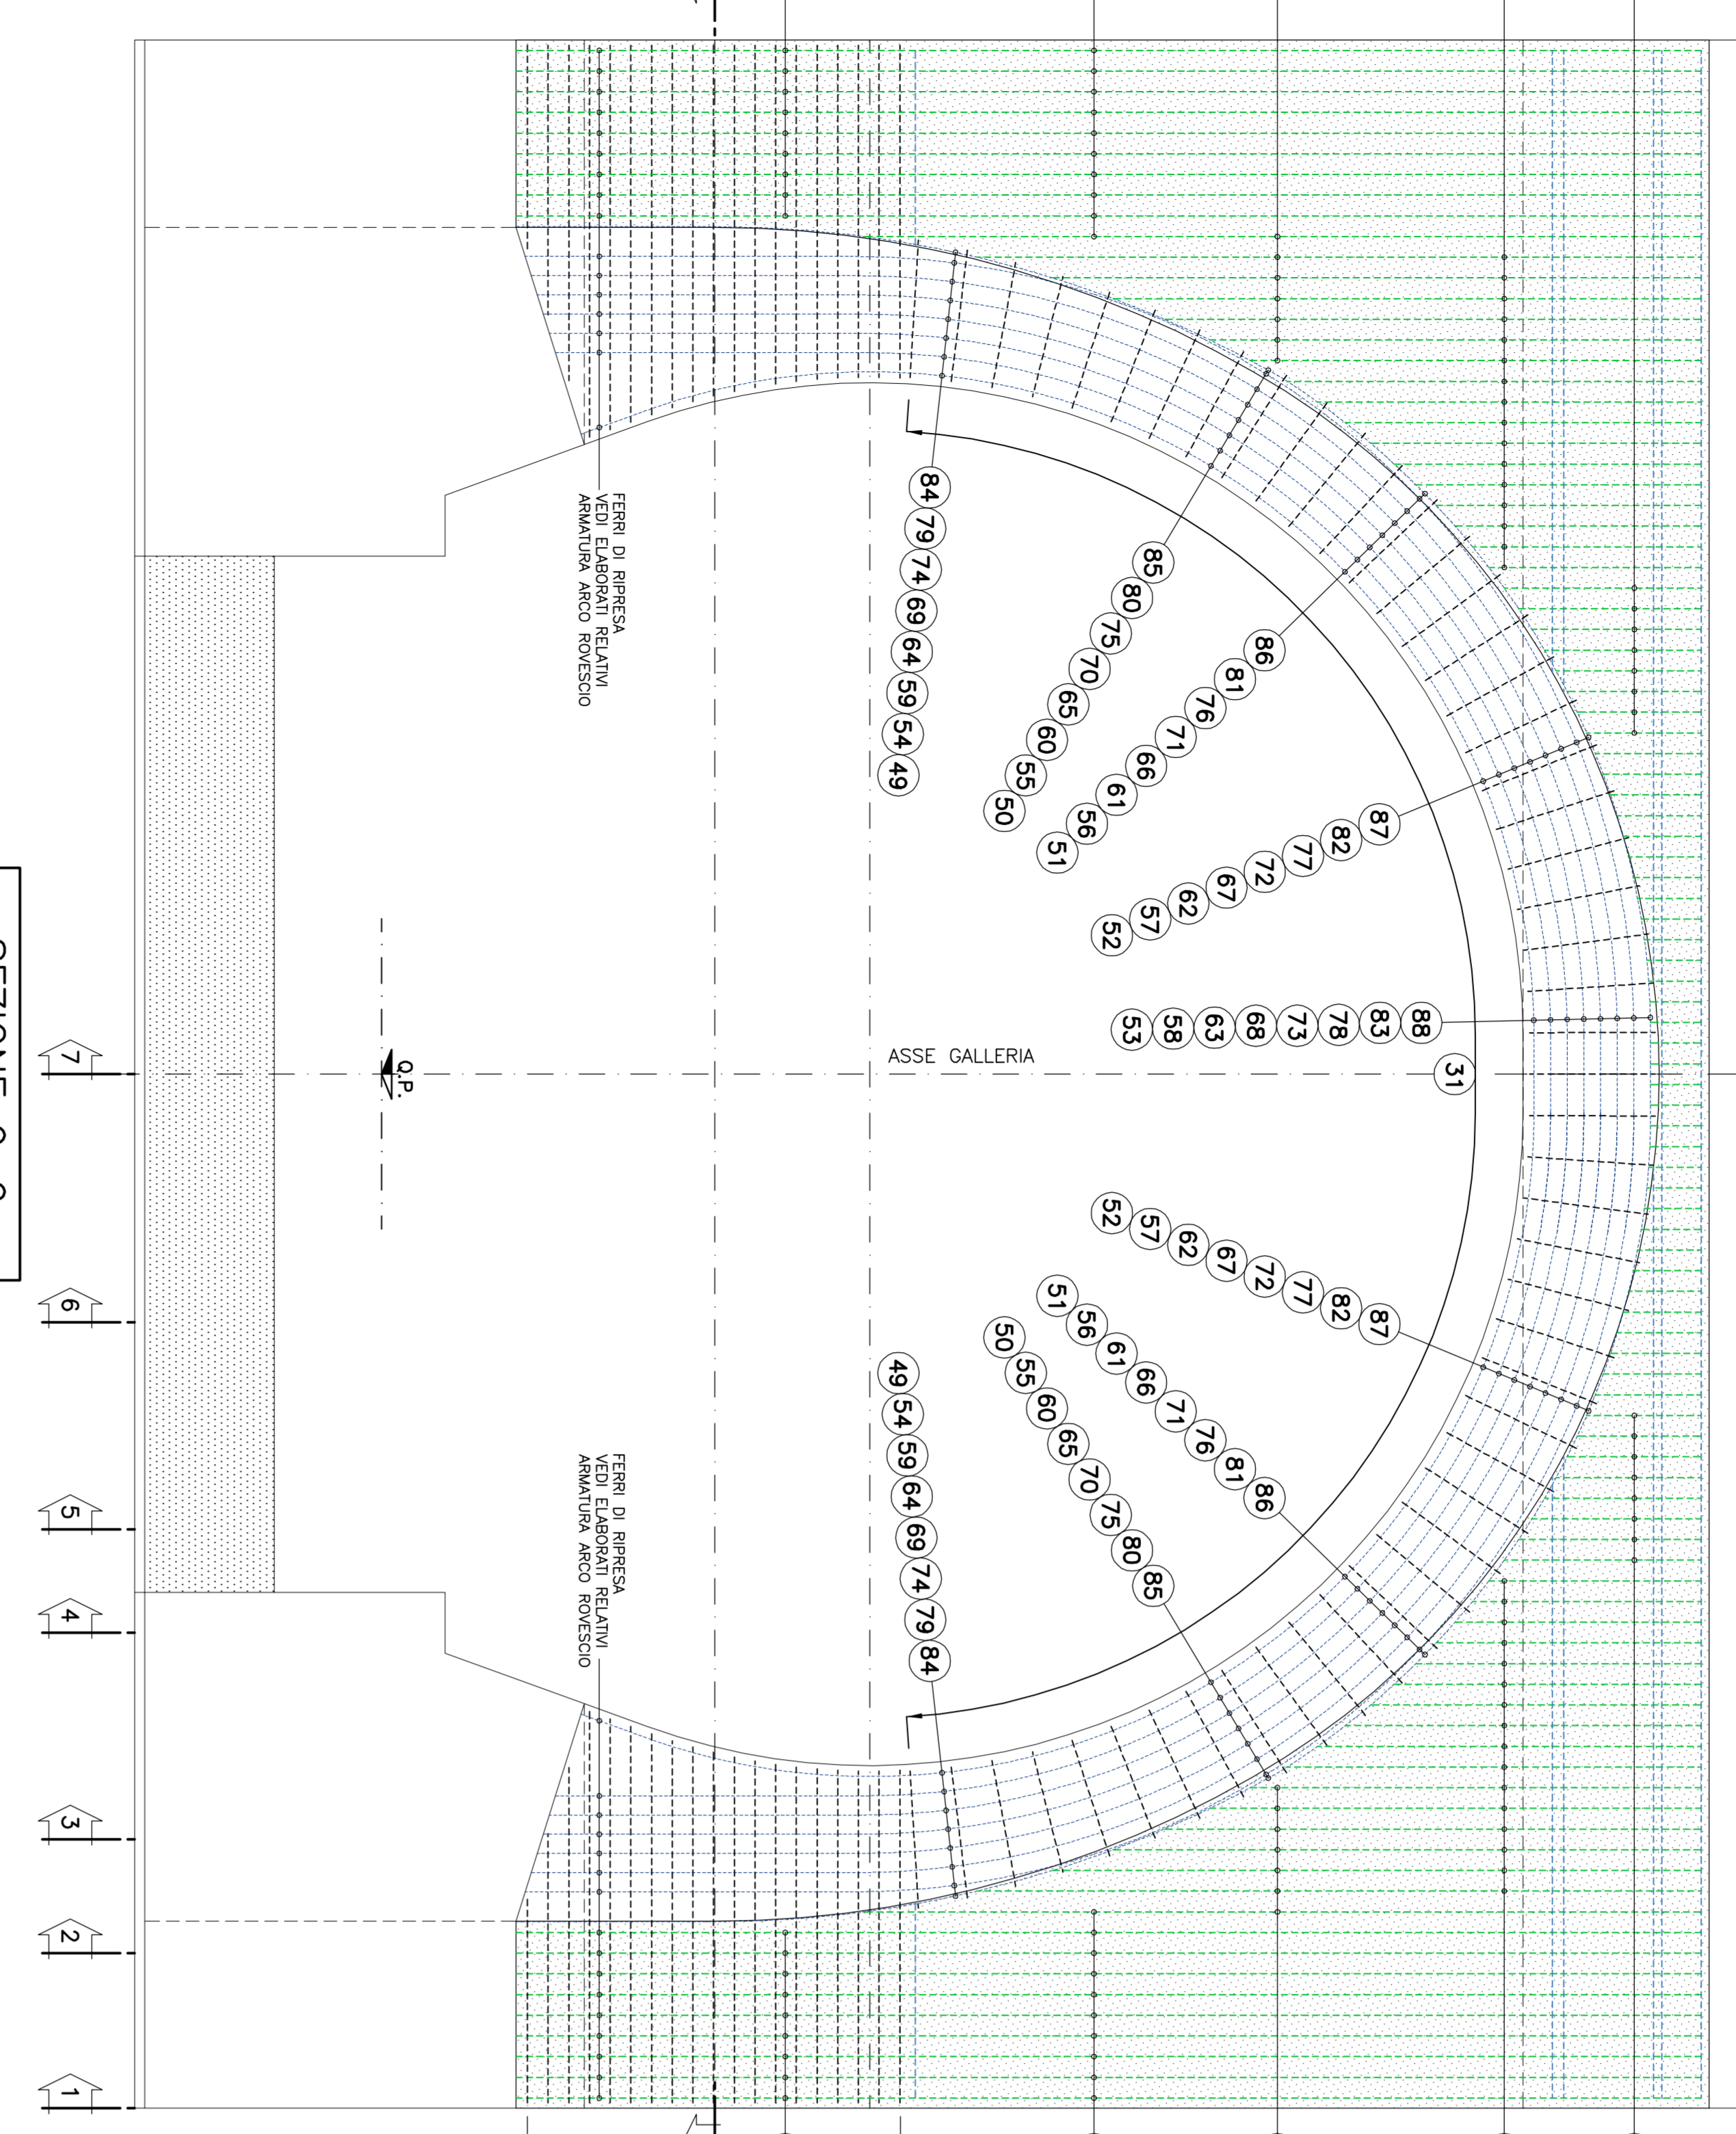 31
88 83 78 73 68 63 58 53
87 82 77 72 67 62 57 52
87 82 77 72 67 62 57 52
86 81 76 71 66 61 56 51
86 81 76 71 66 61 56 51
85 80 75 70 65 60 55 50
85 80 75 70 65 60 55 50
84 79 74 69 64 59 54 49
49 54 59 64 69 74 79 84
ASSE GALLERIA
FERRI DI RIPRESA
VEDI ELABORATI RELATIVI
ARMATURA ARCO ROVESCIO
FERRI DI RIPRESA
VEDI ELABORATI RELATIVI
ARMATURA ARCO ROVESCIO
Q.P.
7 6 5 4 3 2 1
SEZIONE